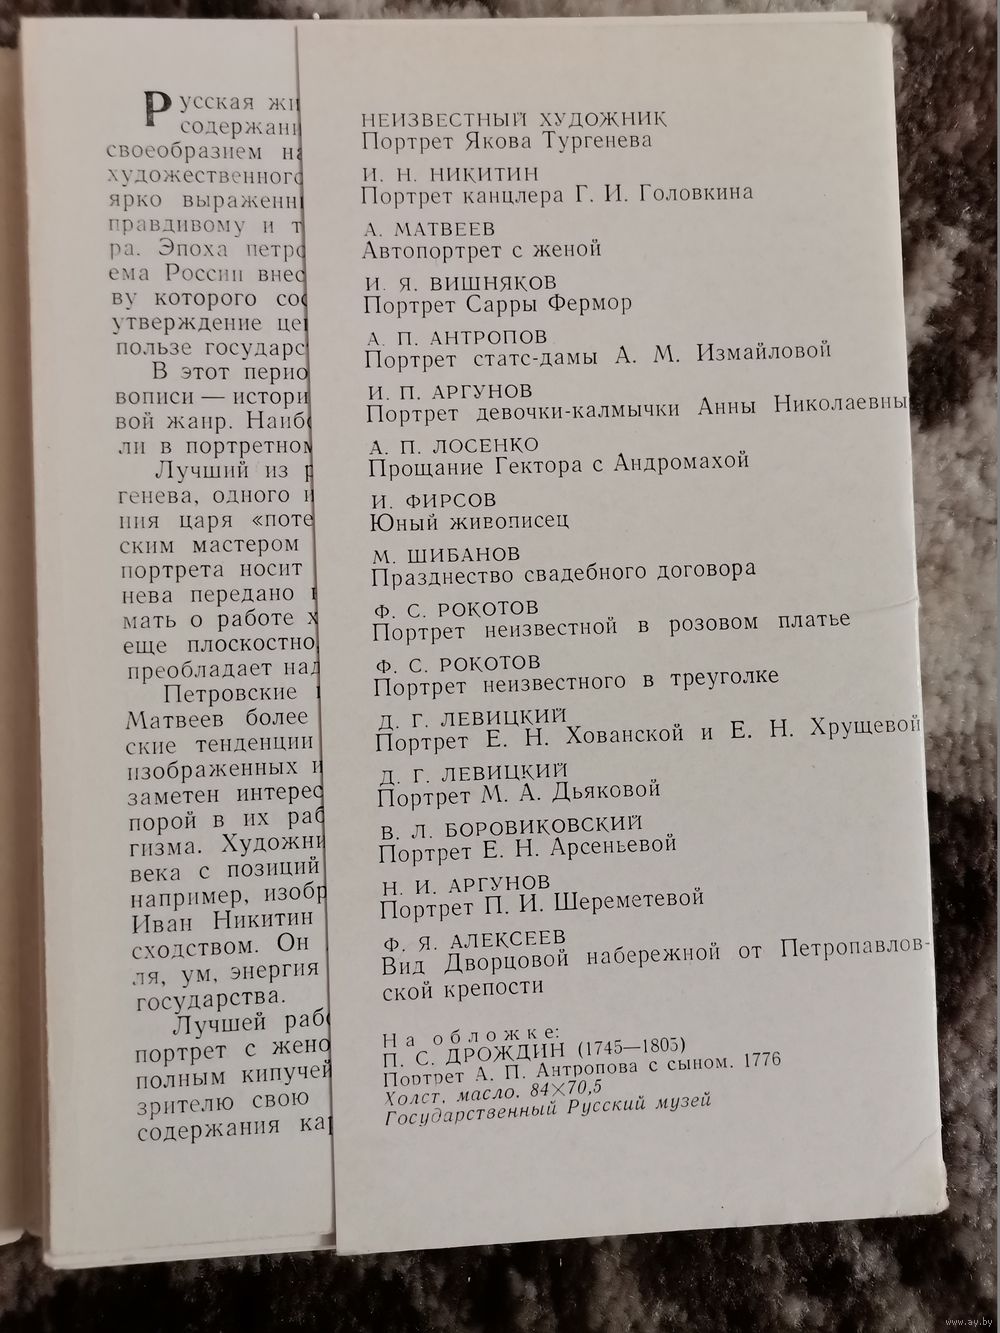 Русская жи
содержани
своеобразием на
художественного
ярко выраженн
правдивому и т
ра. Эпоха петро
ема России внес
ву которого со
утверждение це
пользе государс
В этот перио
вописи — истори
вой жанр. Наибо
ли в портретном
Лучший из р
генева, одного и
ния царя «поте
ским мастером
портрета носит
нева передано
мать о работе х
еще плоскостно
преобладает над
Петровские
Матвеев более
ские тенденции
изображенных и
заметен интерес
порой в их раб
гизма. Художни
века с позиций
например, изобр
Иван Никитин
сходством. Он
ля, ум, энергия
государства.
Лучшей рабо
портрет с жено
полным кипучей
зрителю свою
содержания ка
НЕИЗВЕСТНЫЙ ХУДОЖНИК
Портрет Якова Тургенева
И. Н. НИКИТИН
Портрет канцлера Г. И. Головкина
А. МАТВЕЕВ
Автопортрет с женой
И. Я. ВИШНЯКОВ
Портрет Сарры Фермор
А. П. АНТРОПОВ
Портрет статс-дамы А. М. Измайловой
И. П. АРГУНОВ
Портрет девочки-калмычки Анны Николаевны
А. П. ЛОСЕНКО
Прощание Гектора с Андромахой
И. ФИРСОВ
Юный живописец
М. ШИБАНОВ
Празднество свадебного договора
Ф. С. РОКОТОВ
Портрет неизвестной в розовом платье
Ф. С. РОКОТОВ
Портрет неизвестного в треуголке
Д. Г. ЛЕВИЦКИЙ
Портрет Е. Н. Хованской и Е. Н. Хрущевой
Д. Г. ЛЕВИЦКИЙ
Портрет М. А. Дьяковой
В. Л. БОРОВИКОВСКИЙ
Портрет Е. Н. Арсеньевой
Н. И. АРГУНОВ
Портрет П. И. Шереметевой
Ф. Я. АЛЕКСЕЕВ
Вид Дворцовой набережной от Петропавлов-
ской крепости
На обложке:
П. С. ДРОЖДИН (1745—1805)
Портрет А. П. Антропова с сыном. 1776
Холст, масло. 84×70,5
Государственный Русский музей
www.ay.by